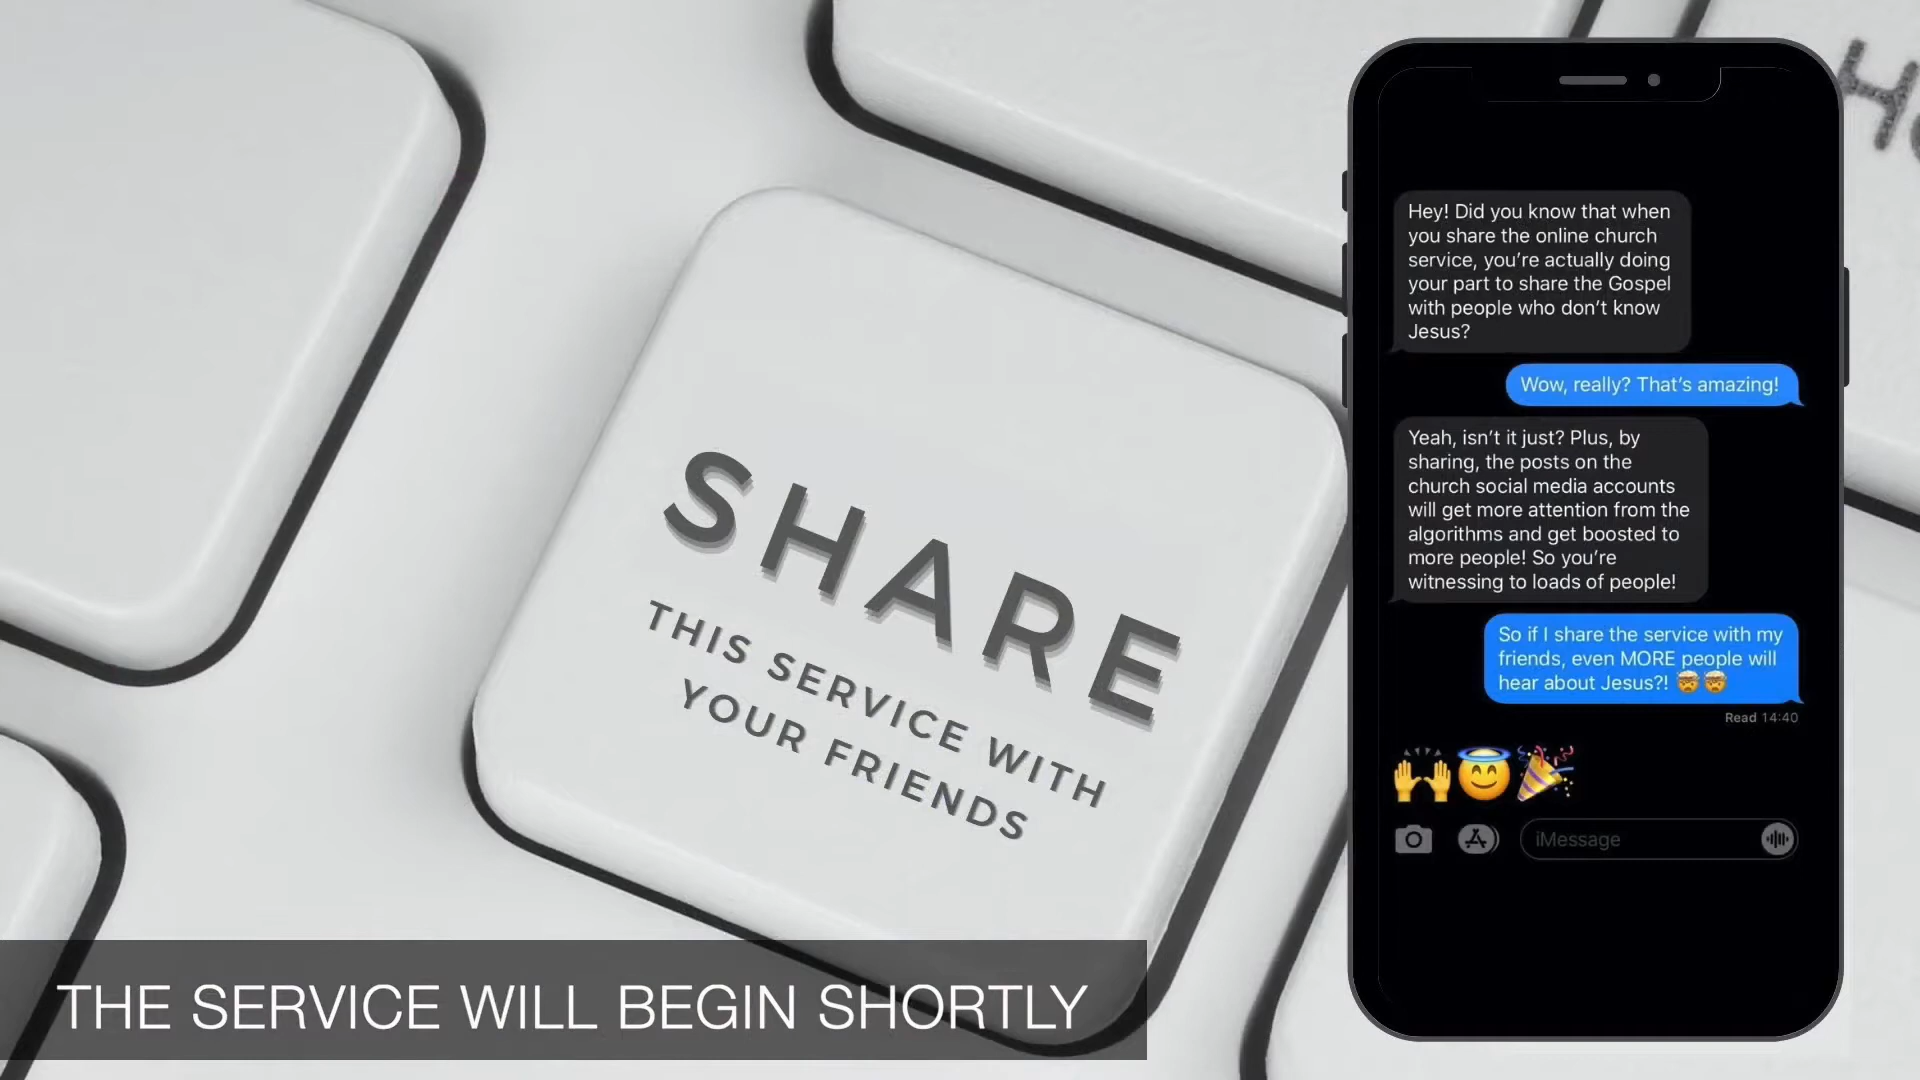 SHARE
THIS SERVICE WITH
YOUR FRIENDS
THE SERVICE WILL BEGIN SHORTLY
Hey! Did you know that when
you share the online church
service, you’re actually doing
your part to share the Gospel
with people who don’t know
Jesus?
Wow, really? That’s amazing!
Yeah, isn’t it just? Plus, by
sharing, the posts on the
church social media accounts
will get more attention from the
algorithms and get boosted to
more people! So you’re
witnessing to loads of people!
So if I share the service with my
friends, even MORE people will
hear about Jesus?! 🤯🤯
Read 14:40
🙌😇🎉
iMessage